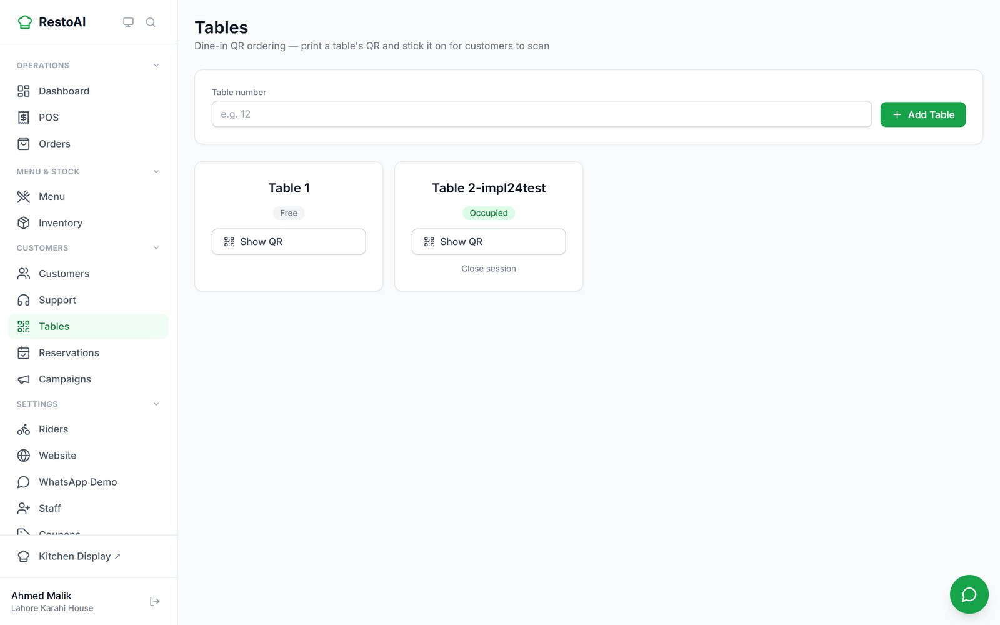 RestoAI
OPERATIONS
Dashboard
POS
Orders
MENU & STOCK
Menu
Inventory
CUSTOMERS
Customers
Support
Tables
Reservations
Campaigns
SETTINGS
Riders
Website
WhatsApp Demo
Staff
Coupons
Kitchen Display ↗
Ahmed Malik
Lahore Karahi House
Tables
Dine-in QR ordering — print a table's QR and stick it on for customers to scan
Table number
e.g. 12
+ Add Table
Table 1
Free
Show QR
Table 2-impl24test
Occupied
Show QR
Close session